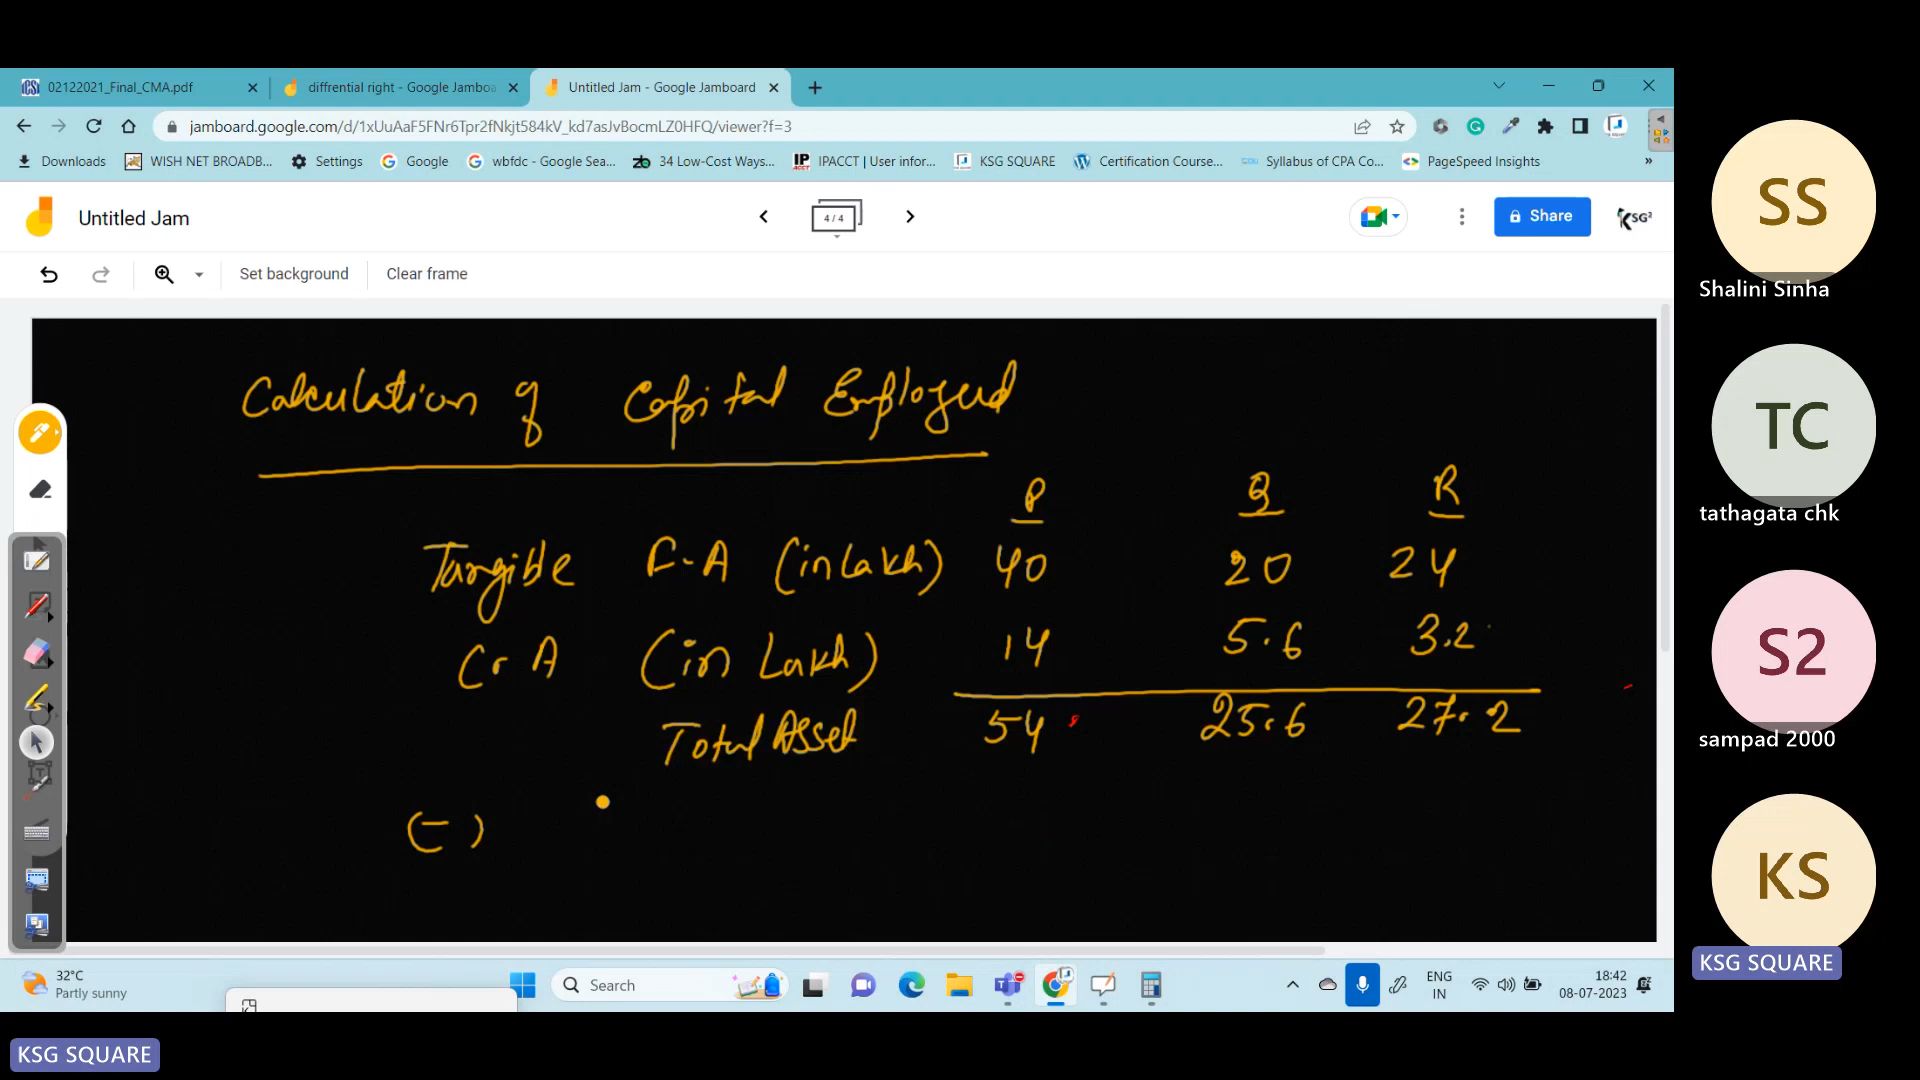 02122021_Final_CMA.pdf
diffrential right - Google Jamboa
Untitled Jam - Google Jamboard
jamboard.google.com/d/1xUuAaF5FNr6Tpr2fNkjt584kV_kd7asJvBocmLZ0HFQ/viewer?f=3
Downloads WISH NET BROADB... Settings Google wbfdc - Google Sea... 34 Low-Cost Ways... IPACCT | User infor... KSG SQUARE Certification Course... Syllabus of CPA Co... PageSpeed Insights »
Untitled Jam
4 / 4
Share
KSG²
Set background Clear frame
Calculation of Capital Employed
P Q R
Tangible F-A (in Lakh) 40 20 24
Cr A (in Lakh) 14 5.6 3.2
Total Asset 54 25.6 27.2
(-)
SS
Shalini Sinha
TC
tathagata chk
S2
sampad 2000
KS
KSG SQUARE
32°C
Partly sunny
Search
ENG
IN
18:42
08-07-2023
KSG SQUARE